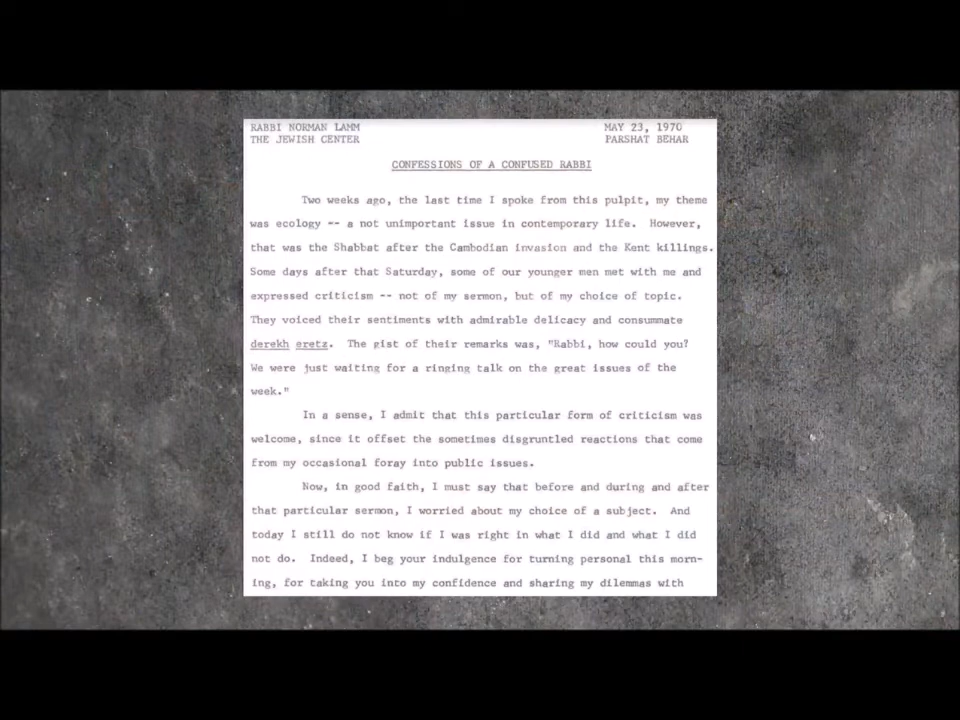 RABBI NORMAN LAMM MAY 23, 1970
THE JEWISH CENTER PARSHAT BEHAR
CONFESSIONS OF A CONFUSED RABBI
Two weeks ago, the last time I spoke from this pulpit, my theme
was ecology -- a not unimportant issue in contemporary life. However,
that was the Shabbat after the Cambodian invasion and the Kent killings.
Some days after that Saturday, some of our younger men met with me and
expressed criticism -- not of my sermon, but of my choice of topic.
They voiced their sentiments with admirable delicacy and consummate
derekh eretz. The gist of their remarks was, "Rabbi, how could you?
We were just waiting for a ringing talk on the great issues of the
week."
In a sense, I admit that this particular form of criticism was
welcome, since it offset the sometimes disgruntled reactions that come
from my occasional foray into public issues.
Now, in good faith, I must say that before and during and after
that particular sermon, I worried about my choice of a subject. And
today I still do not know if I was right in what I did and what I did
not do. Indeed, I beg your indulgence for turning personal this morn-
ing, for taking you into my confidence and sharing my dilemmas with